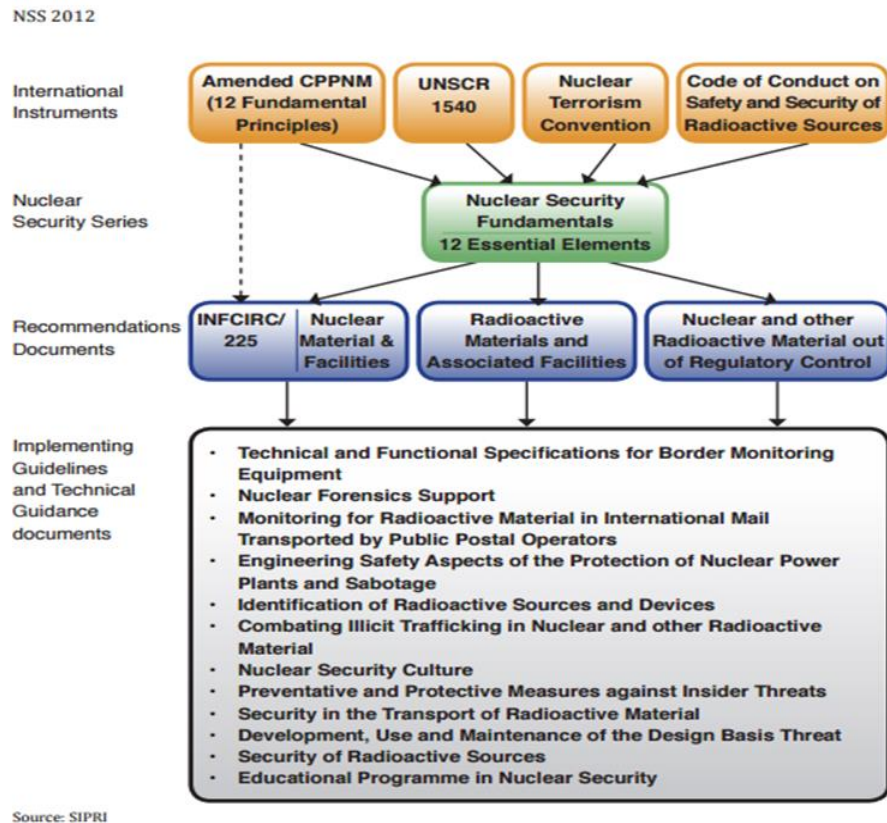 NSS 2012
International
Instruments
Amended CPPNM
(12 Fundamental
Principles)
UNSCR
1540
Nuclear
Terrorism
Convention
Code of Conduct on
Safety and Security of
Radioactive Sources
Nuclear
Security Series
Nuclear Security
Fundamentals
12 Essential Elements
Recommendations
Documents
INFCIRC/
225
Nuclear
Material &
Facilities
Radioactive
Materials and
Associated Facilities
Nuclear and other
Radioactive Material out
of Regulatory Control
Implementing
Guidelines
and Technical
Guidance
documents
• Technical and Functional Specifications for Border Monitoring
Equipment
• Nuclear Forensics Support
• Monitoring for Radioactive Material in International Mail
Transported by Public Postal Operators
• Engineering Safety Aspects of the Protection of Nuclear Power
Plants and Sabotage
• Identification of Radioactive Sources and Devices
• Combating Illicit Trafficking in Nuclear and other Radioactive
Material
• Nuclear Security Culture
• Preventative and Protective Measures against Insider Threats
• Security in the Transport of Radioactive Material
• Development, Use and Maintenance of the Design Basis Threat
• Security of Radioactive Sources
• Educational Programme in Nuclear Security
Source: SIPRI